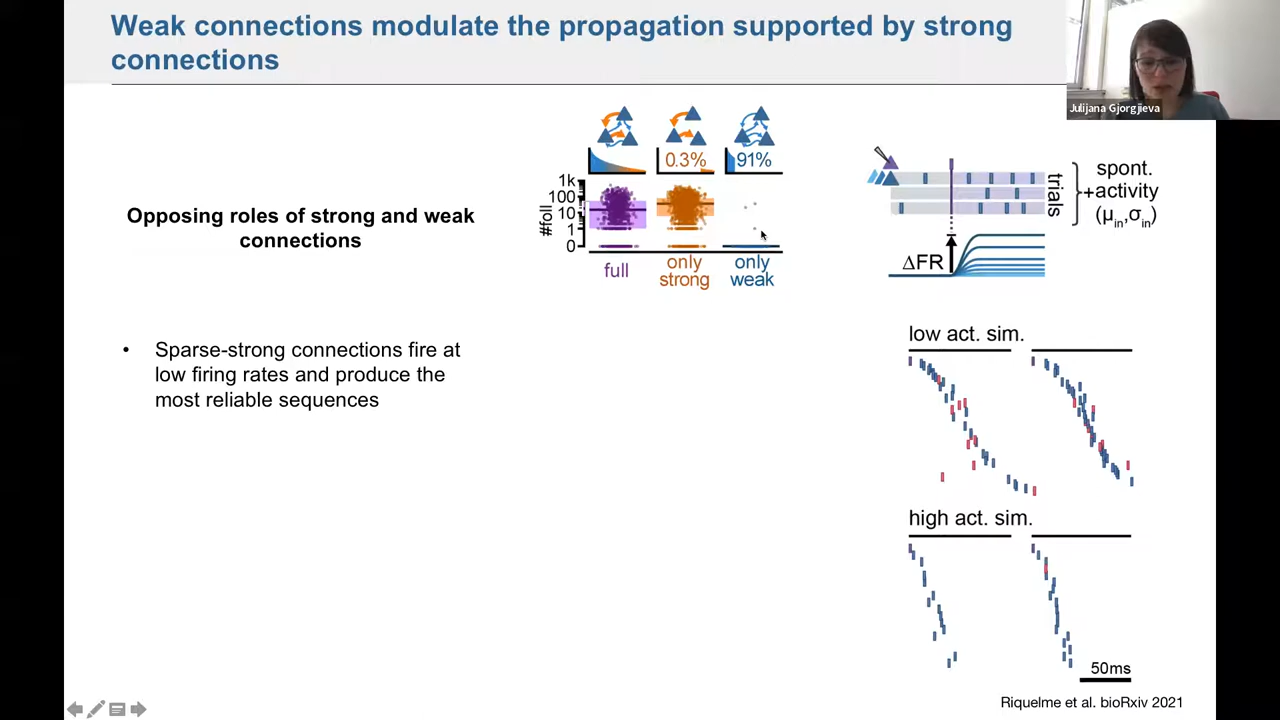 Weak connections modulate the propagation supported by strong
connections
Julijana Gjorgjieva
Opposing roles of strong and weak
connections
• Sparse-strong connections fire at
low firing rates and produce the
most reliable sequences
0.3%
91%
#foll
1k
100
10
1
0
full
only
strong
only
weak
trials
+
spont.
activity
(μin,σin)
ΔFR
low act. sim.
high act. sim.
50ms
Riquelme et al. bioRxiv 2021